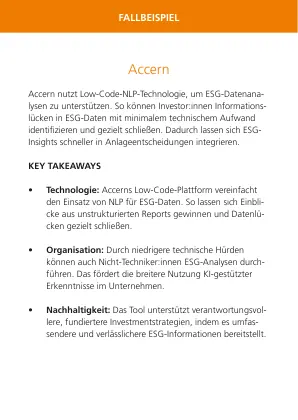 FALLBEISPIEL
Accern
Accern nutzt Low-Code-NLP-Technologie, um ESG-Datenana-
lysen zu unterstützen. So können Investor:innen Informations-
lücken in ESG-Daten mit minimalem technischem Aufwand
identifizieren und gezielt schließen. Dadurch lassen sich ESG-
Insights schneller in Anlageentscheidungen integrieren.
KEY TAKEAWAYS
• Technologie: Accerns Low-Code-Plattform vereinfacht
den Einsatz von NLP für ESG-Daten. So lassen sich Einbli-
cke aus unstrukturierten Reports gewinnen und Datenlü-
cken gezielt schließen.
• Organisation: Durch niedrigere technische Hürden
können auch Nicht-Techniker:innen ESG-Analysen durch-
führen. Das fördert die breitere Nutzung KI-gestützter
Erkenntnisse im Unternehmen.
• Nachhaltigkeit: Das Tool unterstützt verantwortungsvol-
lere, fundiertere Investmentstrategien, indem es umfas-
sendere und verlässlichere ESG-Informationen bereitstellt.